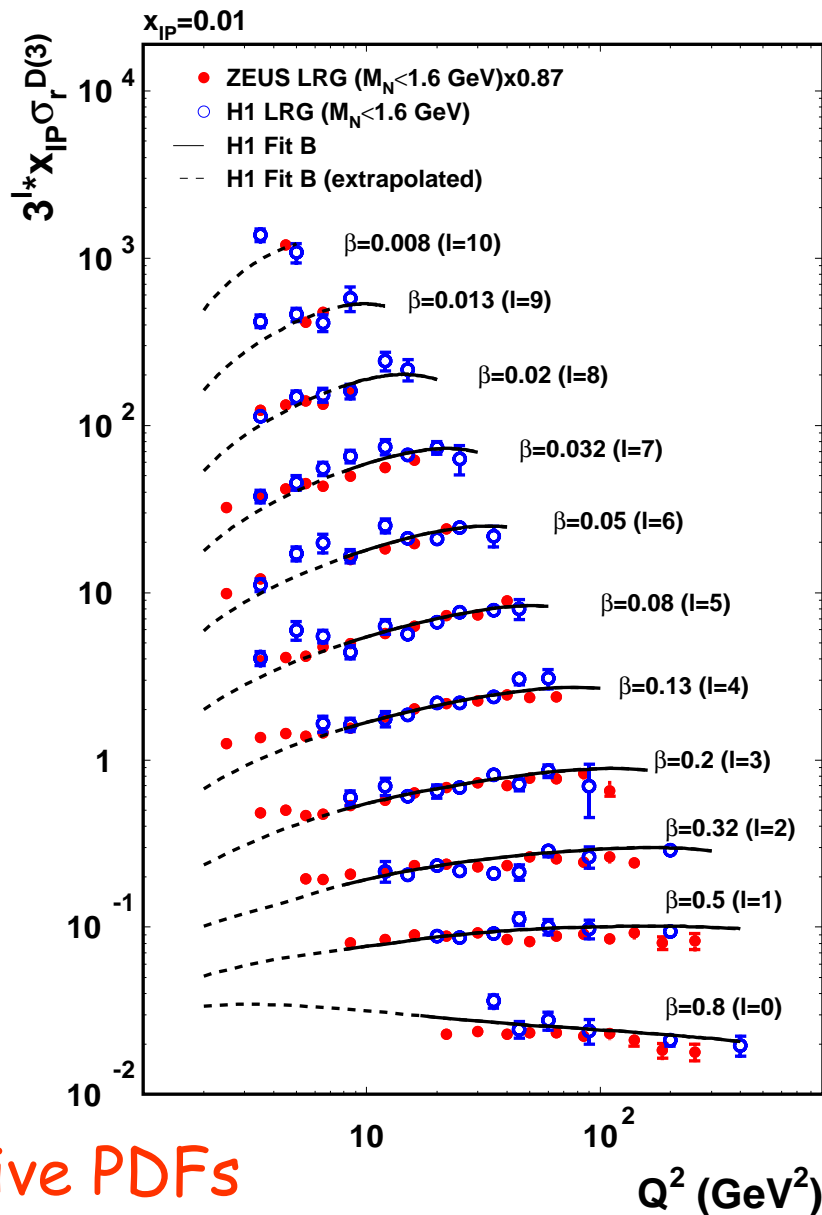 x_IP=0.01
3^l*x_IP σ_r^D(3)
ZEUS LRG (M_N<1.6 GeV)x0.87
H1 LRG (M_N<1.6 GeV)
H1 Fit B
H1 Fit B (extrapolated)
10^4
10^3
10^2
10
1
10^-1
10^-2
β=0.008 (l=10)
β=0.013 (l=9)
β=0.02 (l=8)
β=0.032 (l=7)
β=0.05 (l=6)
β=0.08 (l=5)
β=0.13 (l=4)
β=0.2 (l=3)
β=0.32 (l=2)
β=0.5 (l=1)
β=0.8 (l=0)
10 10^2
ive PDFs
Q^2 (GeV^2)